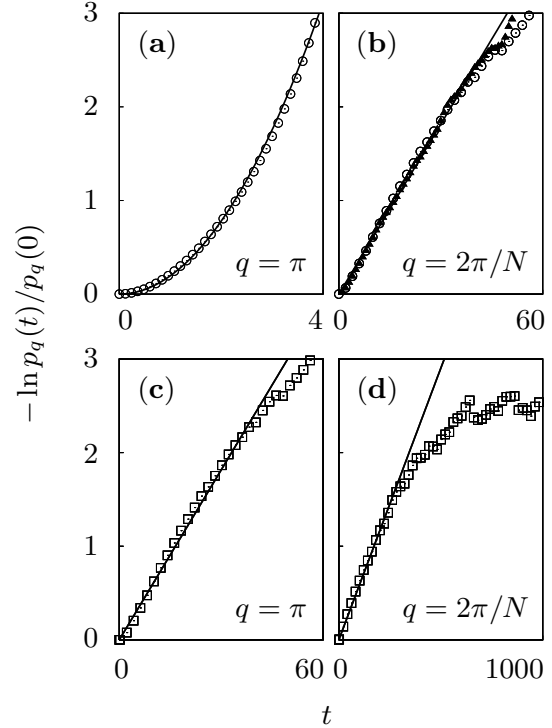 − ln p_q(t)/p_q(0)
3
2
1
0
(a)
q = π
0 4
(b)
q = 2π/N
0 60
3
2
1
0
(c)
q = π
0 60
(d)
q = 2π/N
0 1000
t